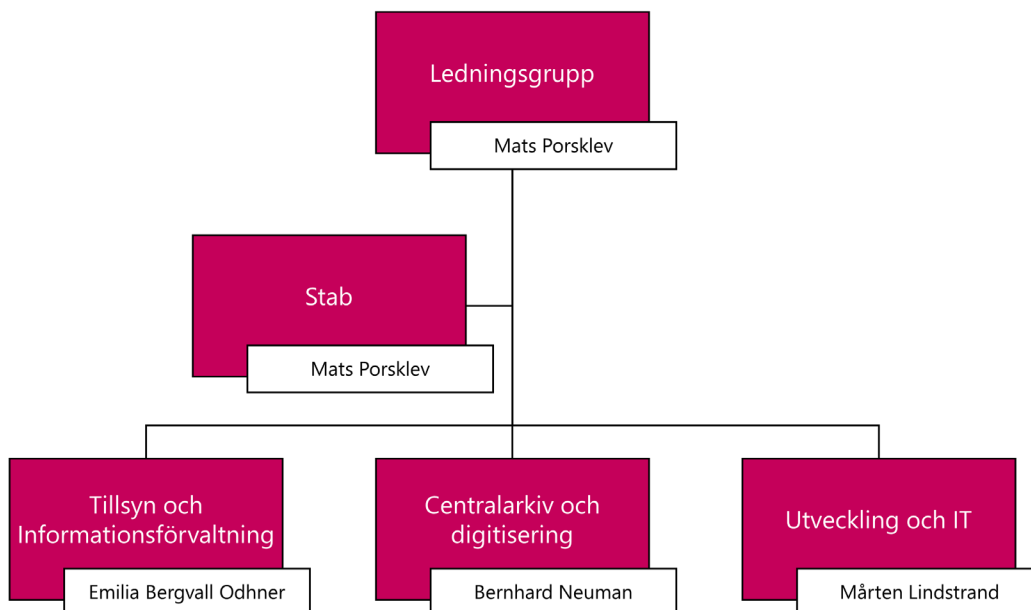 Ledningsgrupp
Mats Porsklev
Stab
Mats Porsklev
Tillsyn och
Informationsförvaltning
Emilia Bergvall Odhner
Centralarkiv och
digitisering
Bernhard Neuman
Utveckling och IT
Mårten Lindstrand